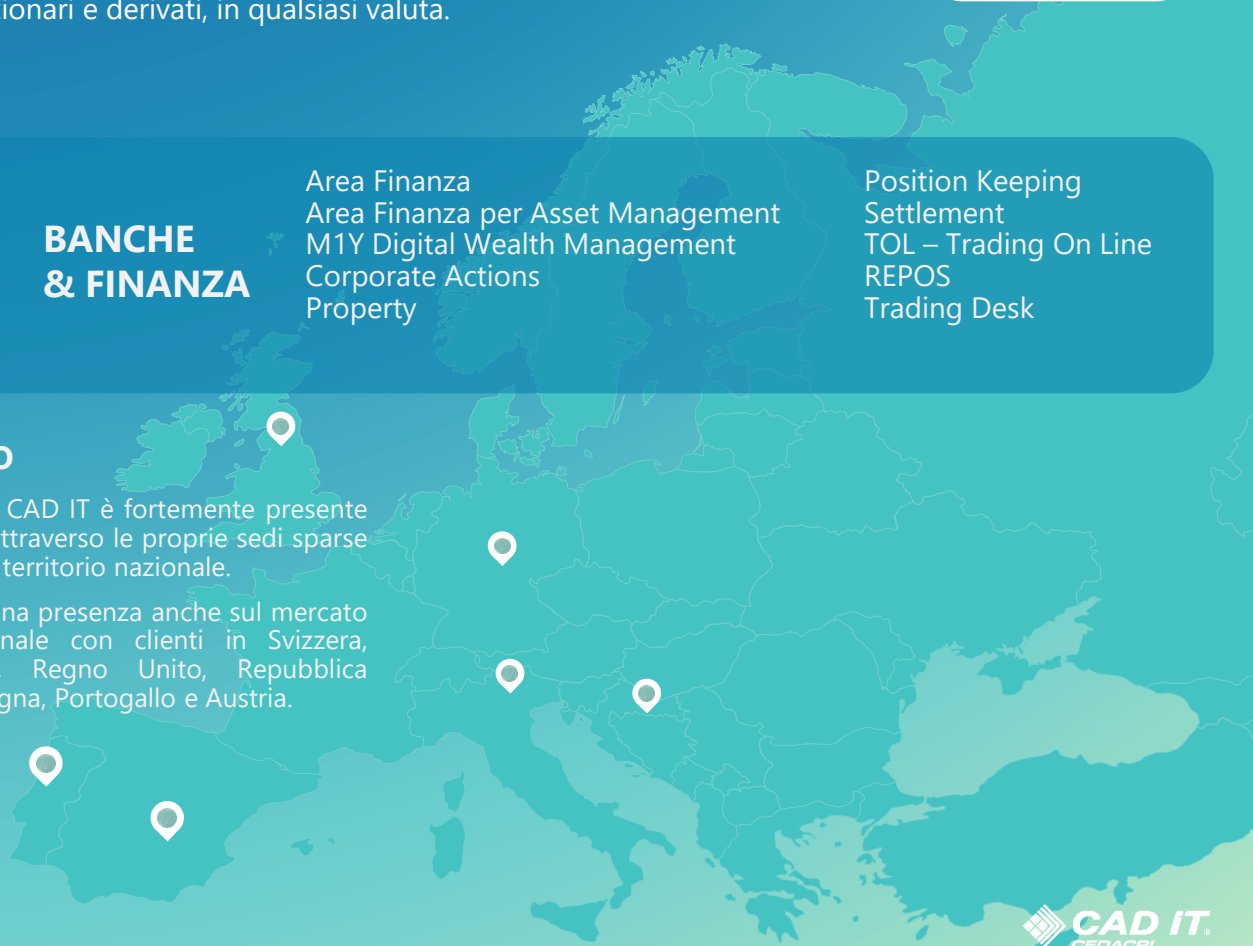 ionari e derivati, in qualsiasi valuta.
BANCHE
& FINANZA
Area Finanza
Area Finanza per Asset Management
M1Y Digital Wealth Management
Corporate Actions
Property
Position Keeping
Settlement
TOL – Trading On Line
REPOS
Trading Desk
CAD IT è fortemente presente
ttraverso le proprie sedi sparse
territorio nazionale.
na presenza anche sul mercato
nale con clienti in Svizzera,
Regno Unito, Repubblica
gna, Portogallo e Austria.
CAD iT®
CEDACRI